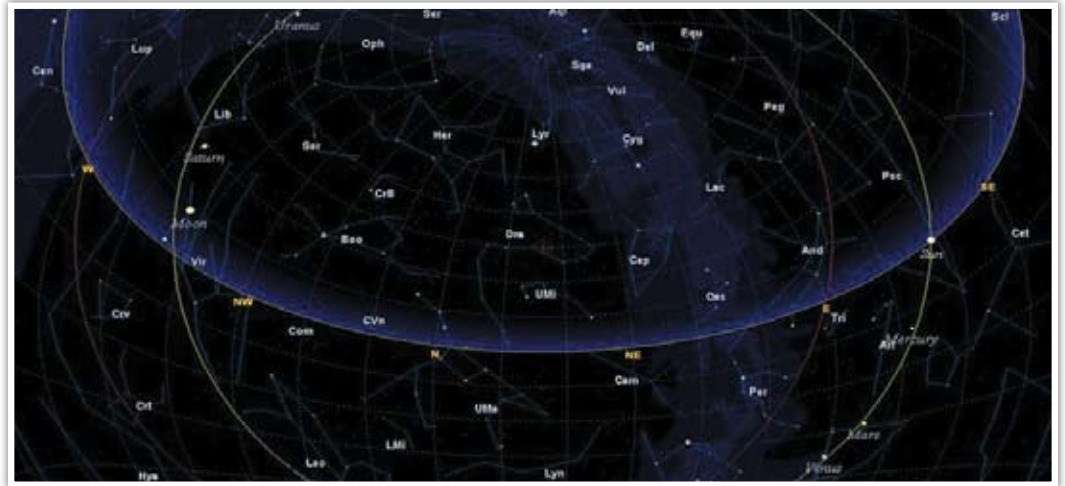 Uranus
Ser
Aql
Scl
Lup
Oph
Del
Equ
Cen
Sge
Vul
Peg
Lib
Her
Lyr
Cyg
Ser
Saturn
W
Psc
SE
CrB
Lac
Moon
Boo
Dra
Cet
And
Sun
Vir
Cep
NW
UMi
Cas
E
Crv
CVn
Tri
Com
Mercury
Ari
N
NE
Cam
Per
Crt
UMa
Mars
LMi
Leo
Venus
Hya
Lyn